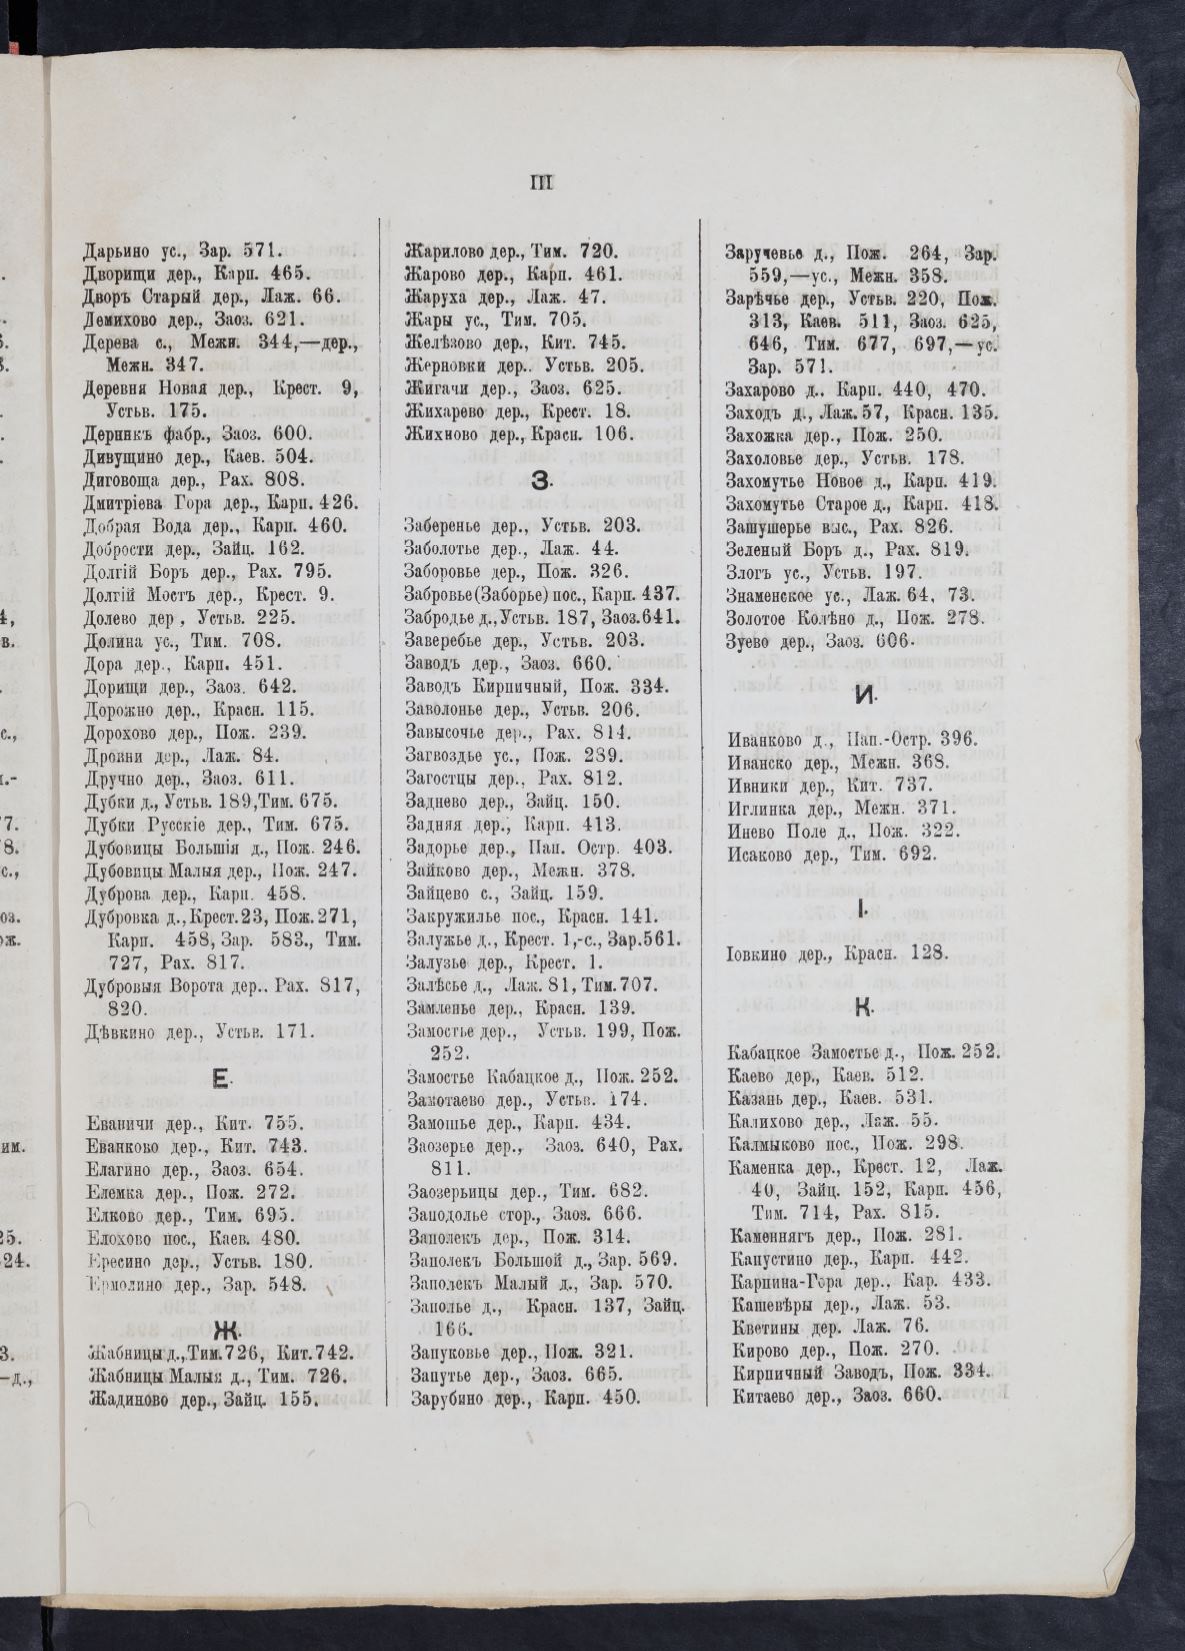 III
Дарьино ус., Зар. 571.
Дворищи дер., Карп. 465.
Дворъ Старый дер., Лаж. 66.
Демихово дер., Заоз. 621.
Дерева с., Межн. 344,—дер.,
Межн. 347.
Деревня Новая дер., Крест. 9,
Устьв. 175.
Дерникъ фабр., Заоз. 600.
Дивущино дер., Каев. 504.
Диговоща дер., Рах. 808.
Дмитріева Гора дер., Карп. 426.
Добрая Вода дер., Карп. 460.
Добрости дер., Зайц. 162.
Долгій Боръ дер., Рах. 795.
Долгій Мостъ дер., Крест. 9.
Долево дер , Устьв. 225.
Долина ус., Тим. 708.
Дора дер., Карп. 451.
Дорищи дер., Заоз. 642.
Дорожно дер., Красн. 115.
Дорохово дер., Пож. 239.
Дровни дер., Лаж. 84.
Дручно дер., Заоз. 611.
Дубки д., Устьв. 189,Тим. 675.
Дубки Русскіе дер., Тим. 675.
Дубовицы Большія д., Пож. 246.
Дубовицы Малыя дер., Пож. 247.
Дуброва дер., Карп. 458.
Дубровка д.,Крест.23, Пож.271,
Карп. 458, Зар. 583., Тим.
727, Рах. 817.
Дубровыя Ворота дер.. Рах. 817,
820.
Дѣвкино дер., Устьв. 171.
Е.
Еваничи дер., Кит. 755.
Еванково дер., Кит. 743.
Елагино дер., Заоз. 654.
Елемка дер., Пож. 272.
Елково дер., Тим. 695.
Елохово пос., Каев. 480.
Ересино дер., Устьв. 180.
Ермолино дер., Зар. 548.
Ж.
Жабницы д.,Тим.726, Кит.742.
Жабницы Малыя д., Тим. 726.
Жадиново дер., Зайц. 155.
Жарилово дер., Тим. 720.
Жарово дер., Карп. 461.
Жаруха дер., Лаж. 47.
Жары ус., Тим. 705.
Желѣзово дер., Кит. 745.
Жерновки дер.. Устьв. 205.
Жигачи дер., Заоз. 625.
Жихарево дер., Крест. 18.
Жихново дер., Красн. 106.
З.
Заберенье дер., Устьв. 203.
Заболотье дер., Лаж. 44.
Заборовье дер., Пож. 326.
Забровье(Заборье) пос., Карп. 437.
Забродье д., Устьв. 187, Заоз.641.
Заверебье дер., Устьв. 203.
Заводъ дер., Заоз. 660.
Заводъ Кирпичный, Пож. 334.
Заволонье дер., Устьв. 206.
Завысочье дер., Рах. 814.
Загвоздье ус., Пож. 239.
Загостцы дер., Рах. 812.
Заднево дер., Зайц. 150.
Задняя дер., Карп. 413.
Задорье дер., Пап. Остр. 403.
Зайково дер., Межн. 378.
Зайцево с., Зайц. 159.
Закружилье пос., Красн. 141.
Залужье д., Крест. 1,-с., Зар.561.
Залузье дер., Крест. 1.
Залѣсье д., Лаж. 81, Тим. 707.
Замленье дер., Красн. 139.
Замостье дер., Устьв. 199, Пож.
252.
Замостье Кабацкое д., Пож. 252.
Замотаево дер., Устьв. 174.
Замошье дер., Карп. 434.
Заозерье дер., Заоз. 640, Рах.
811.
Заозерьицы дер., Тим. 682.
Заподолье стор., Заоз. 666.
Заполекъ дер., Пож. 314.
Заполекъ Большой д., Зар. 569.
Заполекъ Малый д., Зар. 570.
Заполье д., Красн. 137, Зайц.
166.
Запуковье дер., Пож. 321.
Запутье дер., Заоз. 665.
Зарубино дер., Карп. 450.
Заручевье д., Пож. 264, Зар.
559,—ус., Межн. 358.
Зарѣчье дер., Устьв. 220, Пож.
313, Каев. 511, Заоз. 625,
646, Тим. 677, 697,—ус.
Зар. 571.
Захарово д.. Карп. 440, 470.
Заходъ д., Лаж. 57, Красн. 135.
Захожка дер., Пож. 250.
Захоловье дер., Устьв. 178.
Захомутье Новое д., Карп. 419.
Захомутье Старое д., Карп. 418.
Зашушерье выс., Рах. 826.
Зеленый Боръ д., Рах. 819.
Злогъ ус., Устьв. 197.
Знаменское ус., Лаж. 64, 73.
Золотое Колѣно д., Пож. 278.
Зуево дер., Заоз. 606.
И.
Иванково д., Пап.-Остр. 396.
Иванско дер., Межн. 368.
Ивники дер., Кит. 737.
Иглинка дер., Межн. 371.
Инево Поле д., Пож. 322.
Исаково дер., Тим. 692.
І.
Іовкино дер., Красн. 128.
К.
Кабацкое Замостье д., Пож. 252.
Каево дер., Каев. 512.
Казань дер., Каев. 531.
Калихово дер., Лаж. 55.
Калмыково пос., Пож. 298.
Каменка дер., Крест. 12, Лаж.
40, Зайц. 152, Карп. 456,
Тим. 714, Рах. 815.
Каменнягъ дер., Пож. 281.
Капустино дер., Карп. 442.
Карпина-Гора дер., Кар. 433.
Кашевѣры дер., Лаж. 53.
Кветины дер. Лаж. 76.
Кирово дер., Пож. 270.
Кирпичный Заводъ, Пож. 334.
Китаево дер., Заоз. 660.